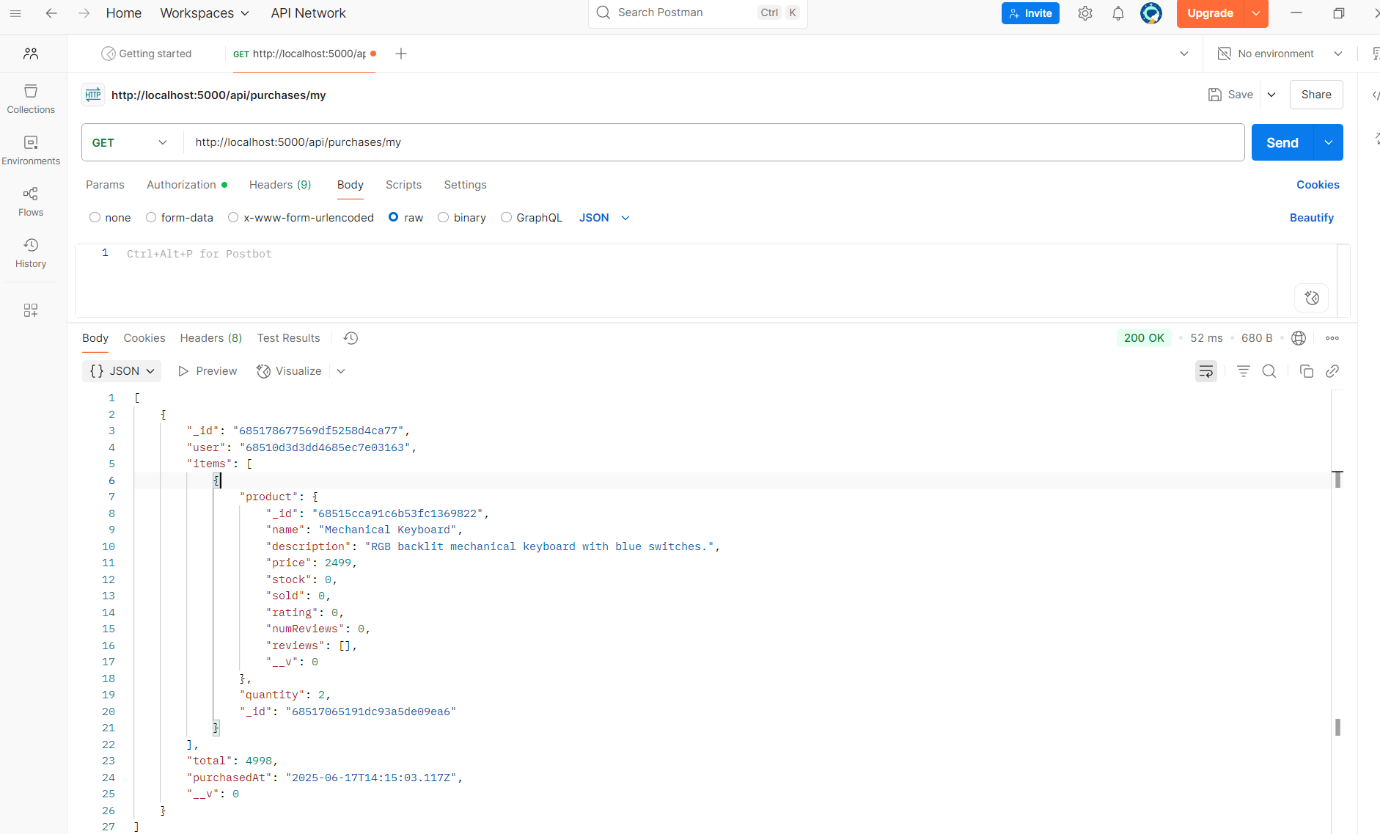 Home Workspaces API Network Search Postman Ctrl K Invite Upgrade
Getting started GET http://localhost:5000/ap No environment
HTTP http://localhost:5000/api/purchases/my Save Share
Collections
GET http://localhost:5000/api/purchases/my Send
Environments
Params Authorization Headers (9) Body Scripts Settings Cookies
Flows
none form-data x-www-form-urlencoded raw binary GraphQL JSON Beautify
History
1 Ctrl+Alt+P for Postbot
Body Cookies Headers (8) Test Results 200 OK 52 ms 680 B
{} JSON Preview Visualize
1 [
2 {
3 "_id": "685178677569df5258d4ca77",
4 "user": "68510d3d3dd4685ec7e03163",
5 "items": [
6 {
7 "product": {
8 "_id": "68515cca91c6b53fc1369822",
9 "name": "Mechanical Keyboard",
10 "description": "RGB backlit mechanical keyboard with blue switches.",
11 "price": 2499,
12 "stock": 0,
13 "sold": 0,
14 "rating": 0,
15 "numReviews": 0,
16 "reviews": [],
17 "__v": 0
18 },
19 "quantity": 2,
20 "_id": "68517065191dc93a5de09ea6"
21 }
22 ],
23 "total": 4998,
24 "purchasedAt": "2025-06-17T14:15:03.117Z",
25 "__v": 0
26 }
27 ]